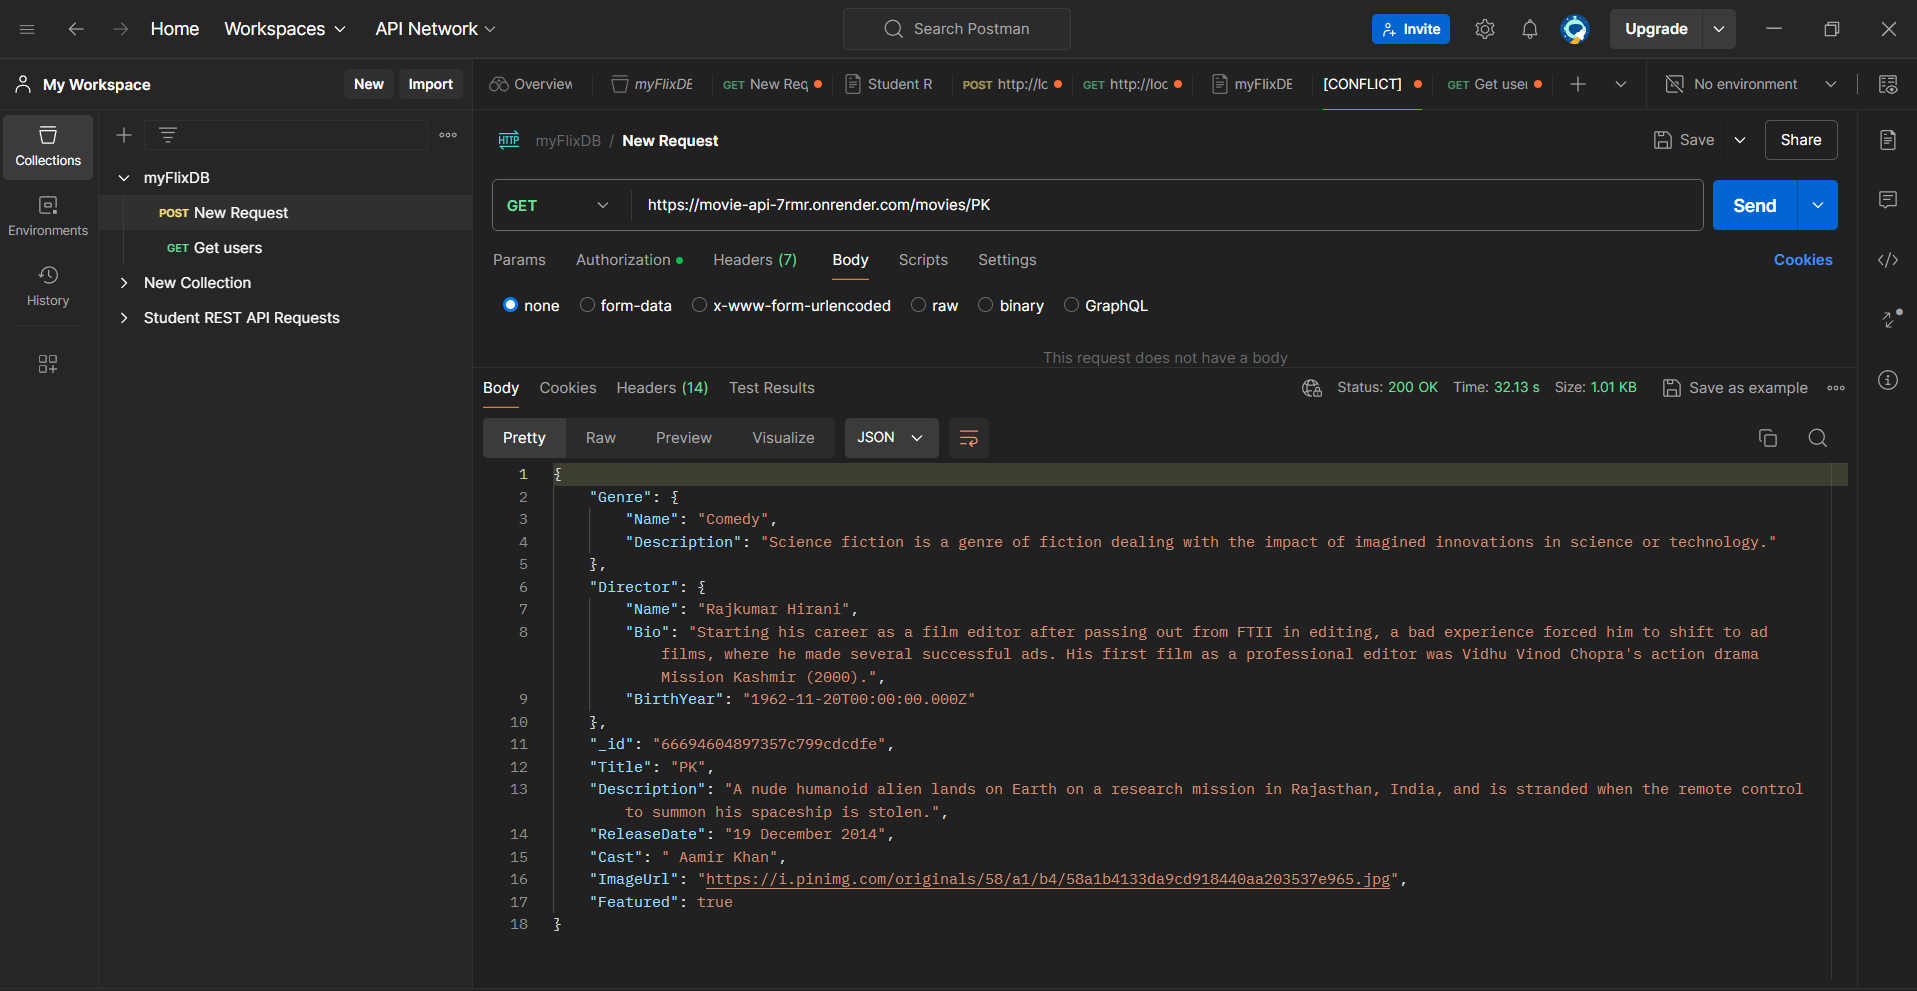 Home Workspaces API Network Search Postman Invite Upgrade
My Workspace New Import Overview myFlixDB GET New Req Student R POST http://lo GET http://loc myFlixDB [CONFLICT] GET Get user No environment
Collections
Environments
History
myFlixDB
POST New Request
GET Get users
New Collection
Student REST API Requests
HTTP myFlixDB / New Request Save Share
GET https://movie-api-7rmr.onrender.com/movies/PK Send
Params Authorization Headers (7) Body Scripts Settings Cookies
none form-data x-www-form-urlencoded raw binary GraphQL
This request does not have a body
Body Cookies Headers (14) Test Results Status: 200 OK Time: 32.13 s Size: 1.01 KB Save as example
Pretty Raw Preview Visualize JSON
1 {
2 "Genre": {
3 "Name": "Comedy",
4 "Description": "Science fiction is a genre of fiction dealing with the impact of imagined innovations in science or technology."
5 },
6 "Director": {
7 "Name": "Rajkumar Hirani",
8 "Bio": "Starting his career as a film editor after passing out from FTII in editing, a bad experience forced him to shift to ad
films, where he made several successful ads. His first film as a professional editor was Vidhu Vinod Chopra's action drama
Mission Kashmir (2000).",
9 "BirthYear": "1962-11-20T00:00:00.000Z"
10 },
11 "_id": "66694604897357c799cdcdfe",
12 "Title": "PK",
13 "Description": "A nude humanoid alien lands on Earth on a research mission in Rajasthan, India, and is stranded when the remote control
to summon his spaceship is stolen.",
14 "ReleaseDate": "19 December 2014",
15 "Cast": " Aamir Khan",
16 "ImageUrl": "https://i.pinimg.com/originals/58/a1/b4/58a1b4133da9cd918440aa203537e965.jpg",
17 "Featured": true
18 }